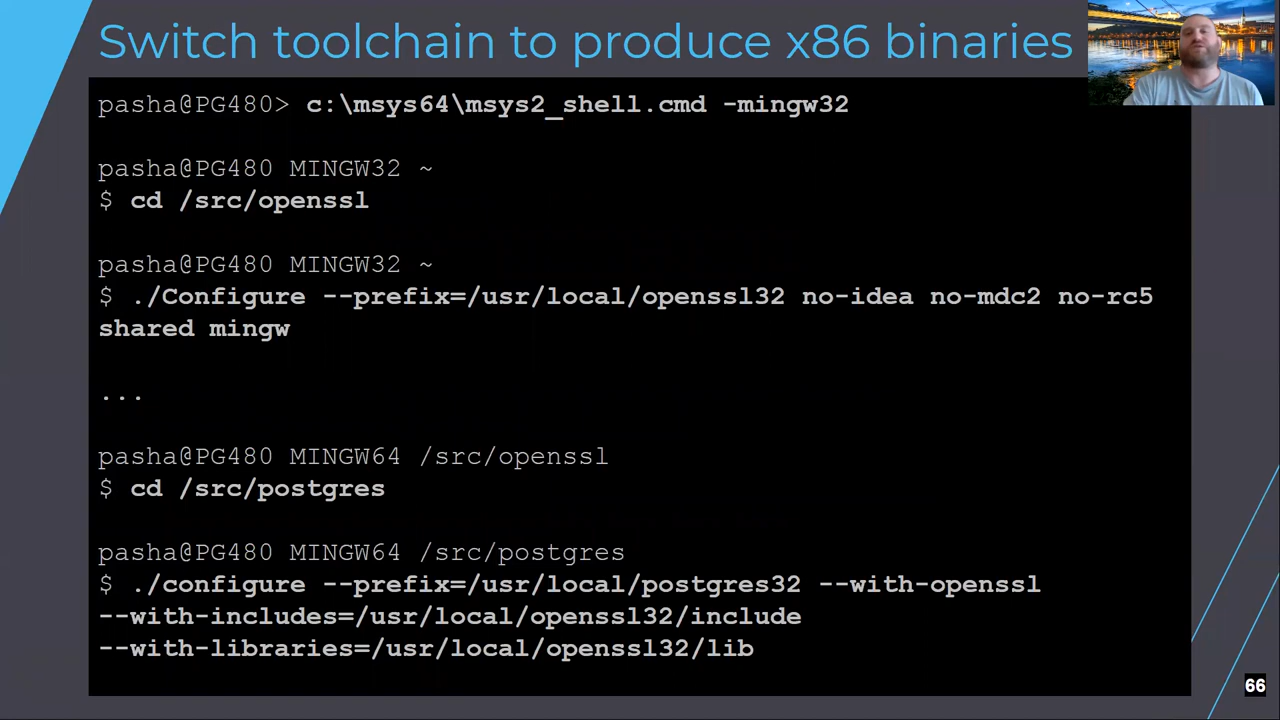 Switch toolchain to produce x86 binaries
pasha@PG480> c:\msys64\msys2_shell.cmd -mingw32
pasha@PG480 MINGW32 ~
$ cd /src/openssl
pasha@PG480 MINGW32 ~
$ ./Configure --prefix=/usr/local/openssl32 no-idea no-mdc2 no-rc5
shared mingw
...
pasha@PG480 MINGW64 /src/openssl
$ cd /src/postgres
pasha@PG480 MINGW64 /src/postgres
$ ./configure --prefix=/usr/local/postgres32 --with-openssl
--with-includes=/usr/local/openssl32/include
--with-libraries=/usr/local/openssl32/lib
66